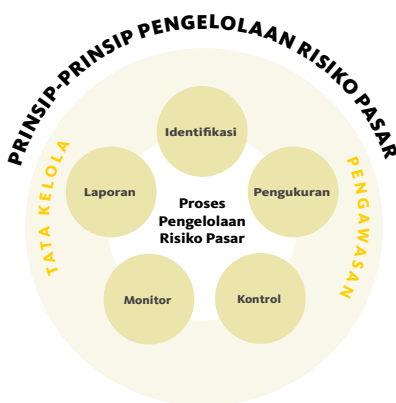 PRINSIP-PRINSIP PENGELOLAAN RISIKO PASAR
TATA KELOLA
PENGAWASAN
Identifikasi
Pengukuran
Kontrol
Monitor
Laporan
Proses
Pengelolaan
Risiko Pasar